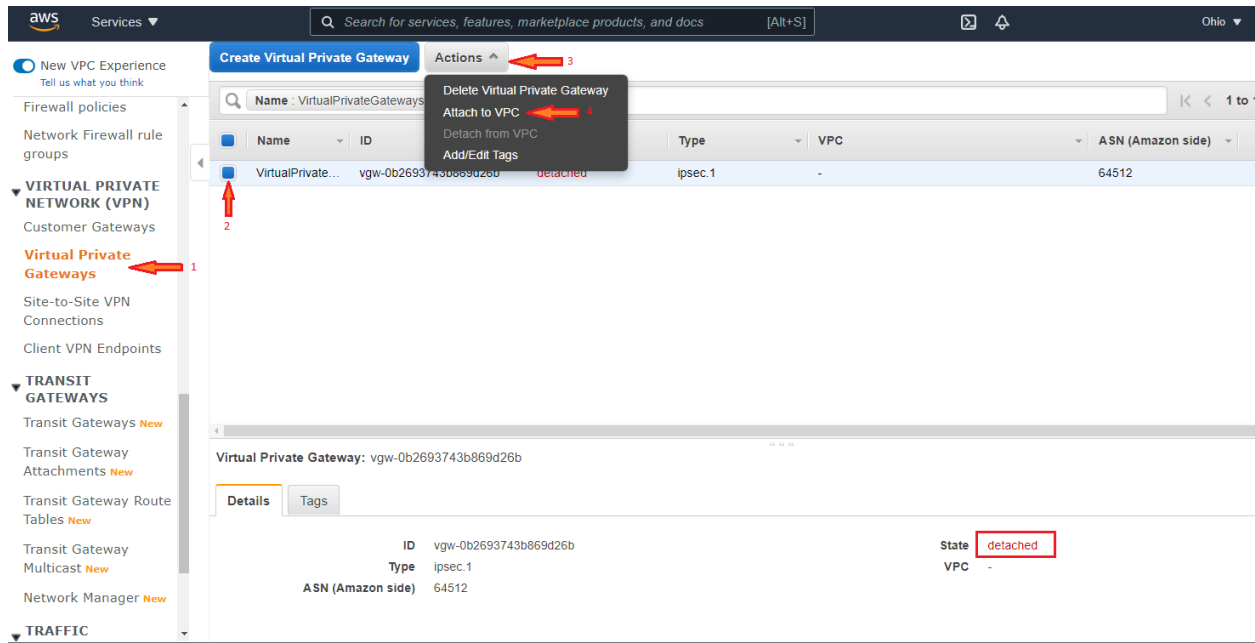 aws
Services ▼
Search for services, features, marketplace products, and docs [Alt+S]
Ohio ▼
New VPC Experience
Tell us what you think
Firewall policies
Network Firewall rule
groups
VIRTUAL PRIVATE
NETWORK (VPN)
Customer Gateways
Virtual Private
Gateways
1
Site-to-Site VPN
Connections
Client VPN Endpoints
TRANSIT
GATEWAYS
Transit Gateways New
Transit Gateway
Attachments New
Transit Gateway Route
Tables New
Transit Gateway
Multicast New
Network Manager New
TRAFFIC
Create Virtual Private Gateway
Actions
3
Delete Virtual Private Gateway
Attach to VPC
4
Detach from VPC
Add/Edit Tags
Name : VirtualPrivateGateways
1 to
Name ID Type VPC ASN (Amazon side)
VirtualPrivate... vgw-0b2693743b869d26b detached ipsec.1 - 64512
2
Virtual Private Gateway: vgw-0b2693743b869d26b
Details Tags
ID vgw-0b2693743b869d26b State detached
Type ipsec.1 VPC -
ASN (Amazon side) 64512